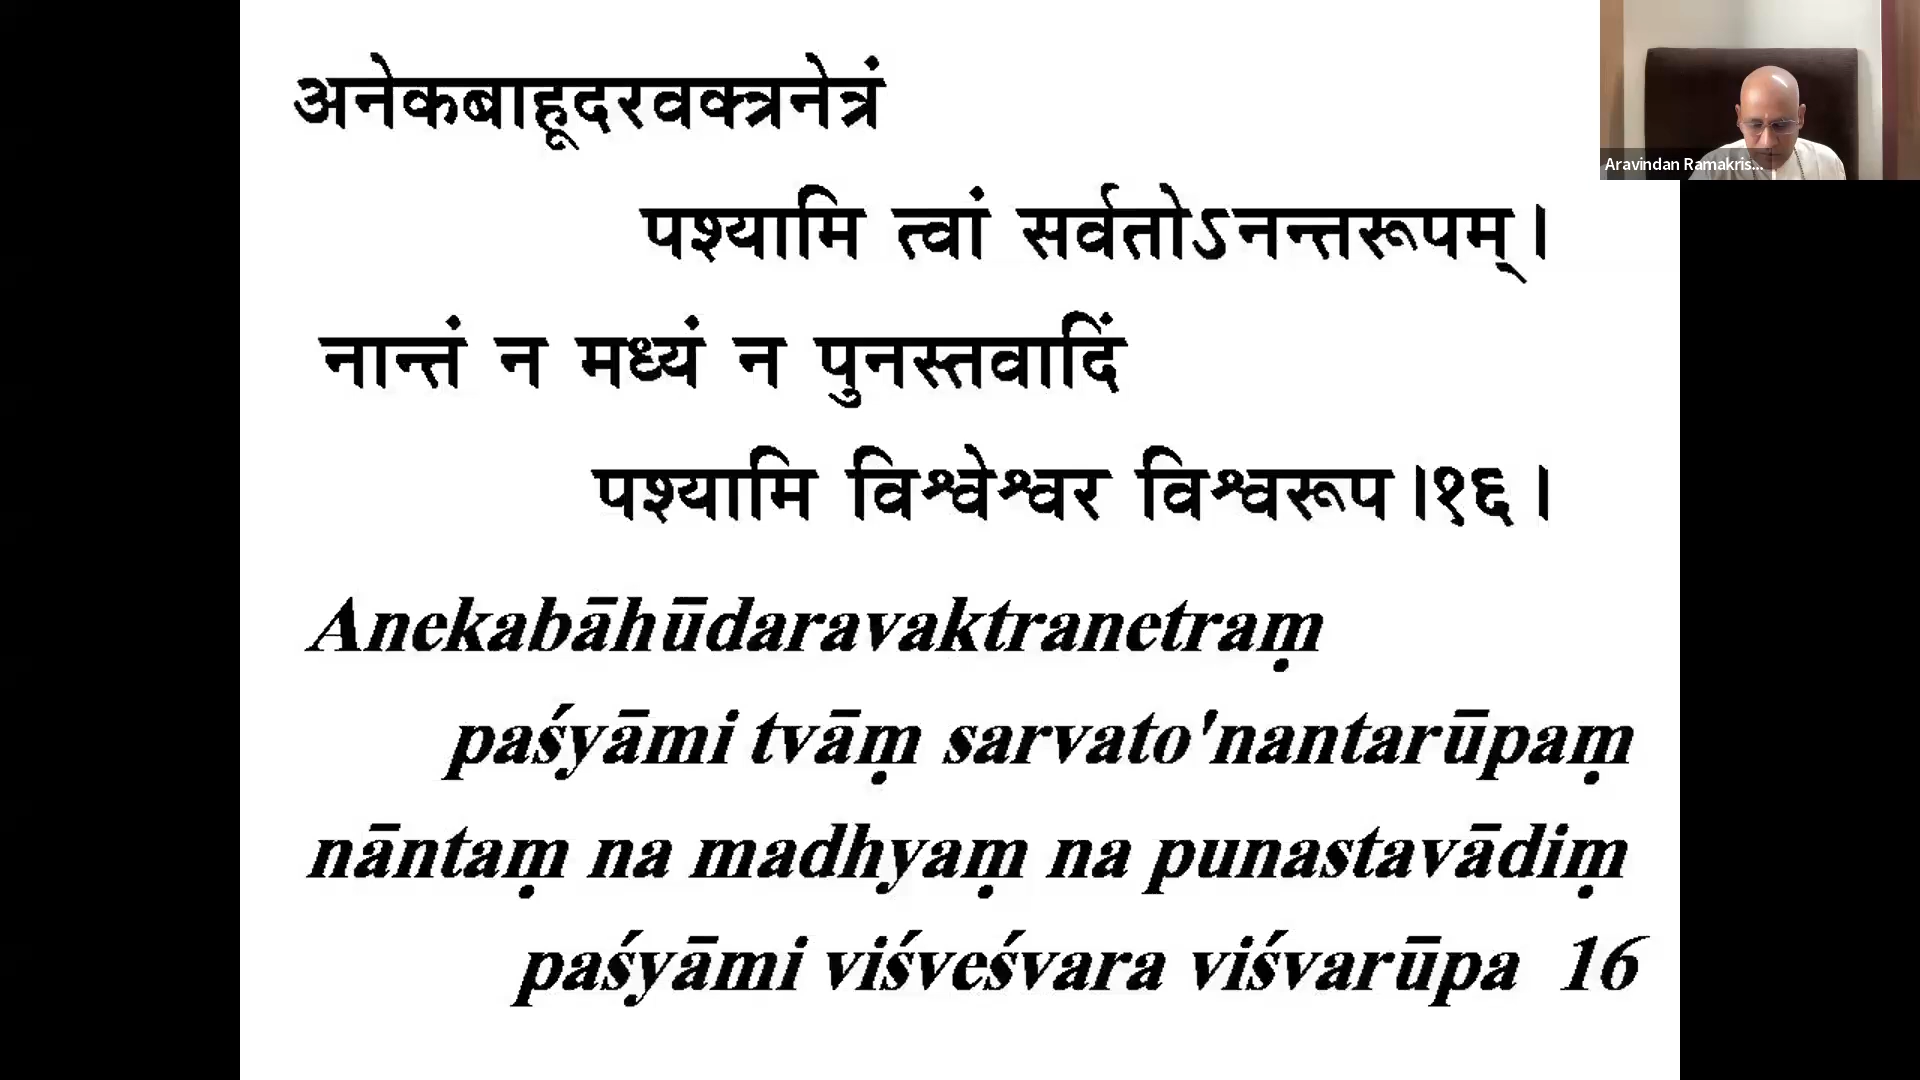 अनेकबाहूदरवक्त्रनेत्रं
पश्यामि त्वां सर्वतोऽनन्तरूपम्।
नान्तं न मध्यं न पुनस्तवादिं
पश्यामि विश्वेश्वर विश्वरूप।१६।
Anekabāhūdaravaktranetraṃ
paśyāmi tvāṃ sarvato'nantarūpaṃ
nāntaṃ na madhyaṃ na punastavādiṃ
paśyāmi viśveśvara viśvarūpa 16
Aravindan Ramakris...